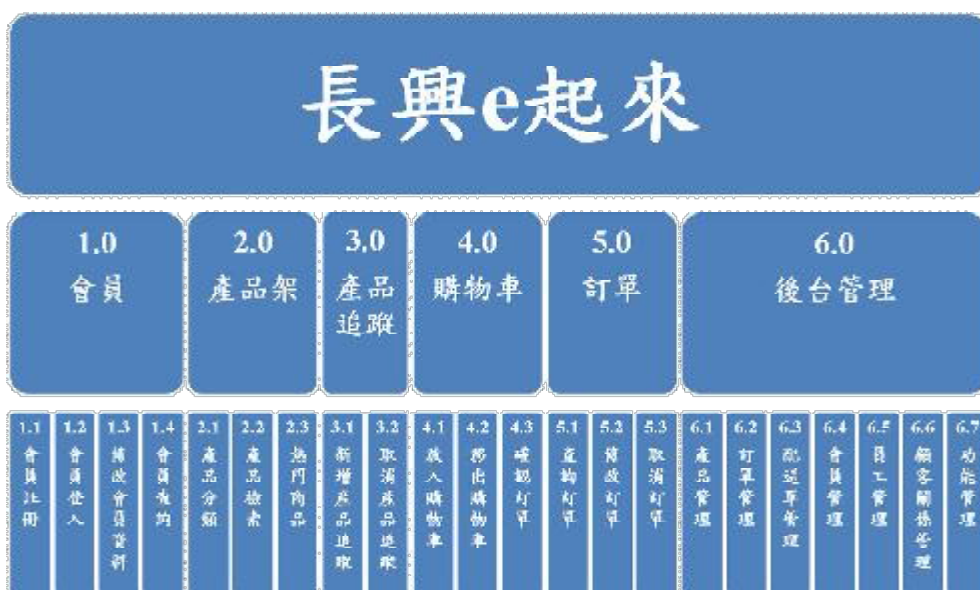 長興e起來
1.0
會員
2.0
產品架
3.0
產品
追蹤
4.0
購物車
5.0
訂單
6.0
後台管理
1.1
會員註冊
1.2
會員登入
1.3
修改會員資料
1.4
會員查詢
2.1
產品分類
2.2
產品檢索
2.3
熱門商品
3.1
新增產品追蹤
3.2
取消產品追蹤
4.1
放入購物車
4.2
移出購物車
4.3
確認訂單
5.1
查詢訂單
5.2
修改訂單
5.3
取消訂單
6.1
產品管理
6.2
訂單管理
6.3
配送單管理
6.4
會員管理
6.5
員工管理
6.6
顧客關係管理
6.7
功能管理